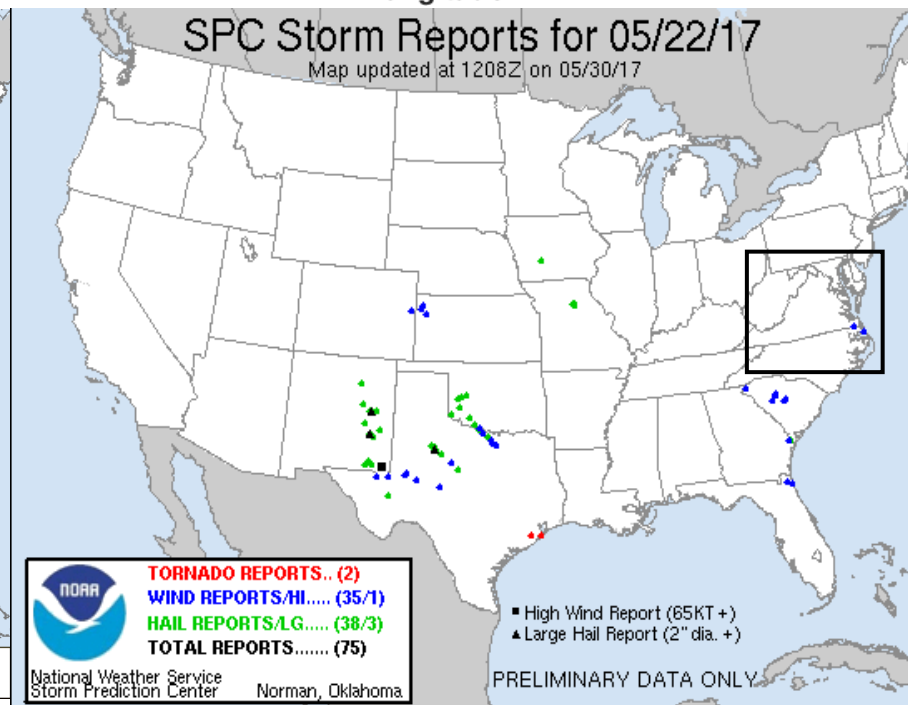 SPC Storm Reports for 05/22/17
Map updated at 1208Z on 05/30/17
NOAA
TORNADO REPORTS.. (2)
WIND REPORTS/HI..... (35/1)
HAIL REPORTS/LG..... (38/3)
TOTAL REPORTS....... (75)
National Weather Service
Storm Prediction Center Norman, Oklahoma
High Wind Report (65KT +)
Large Hail Report (2" dia. +)
PRELIMINARY DATA ONLY